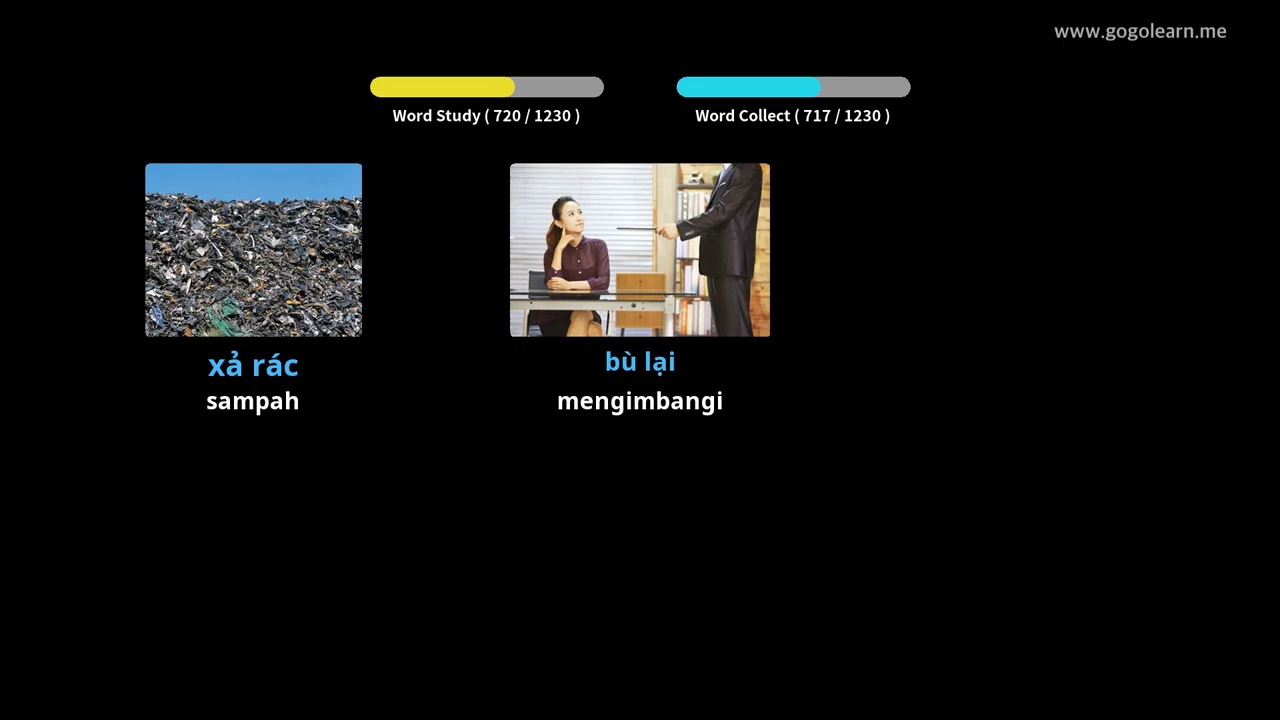 www.gogolearn.me
Word Study ( 720 / 1230 )
Word Collect ( 717 / 1230 )
xả rác
sampah
bù lại
mengimbangi